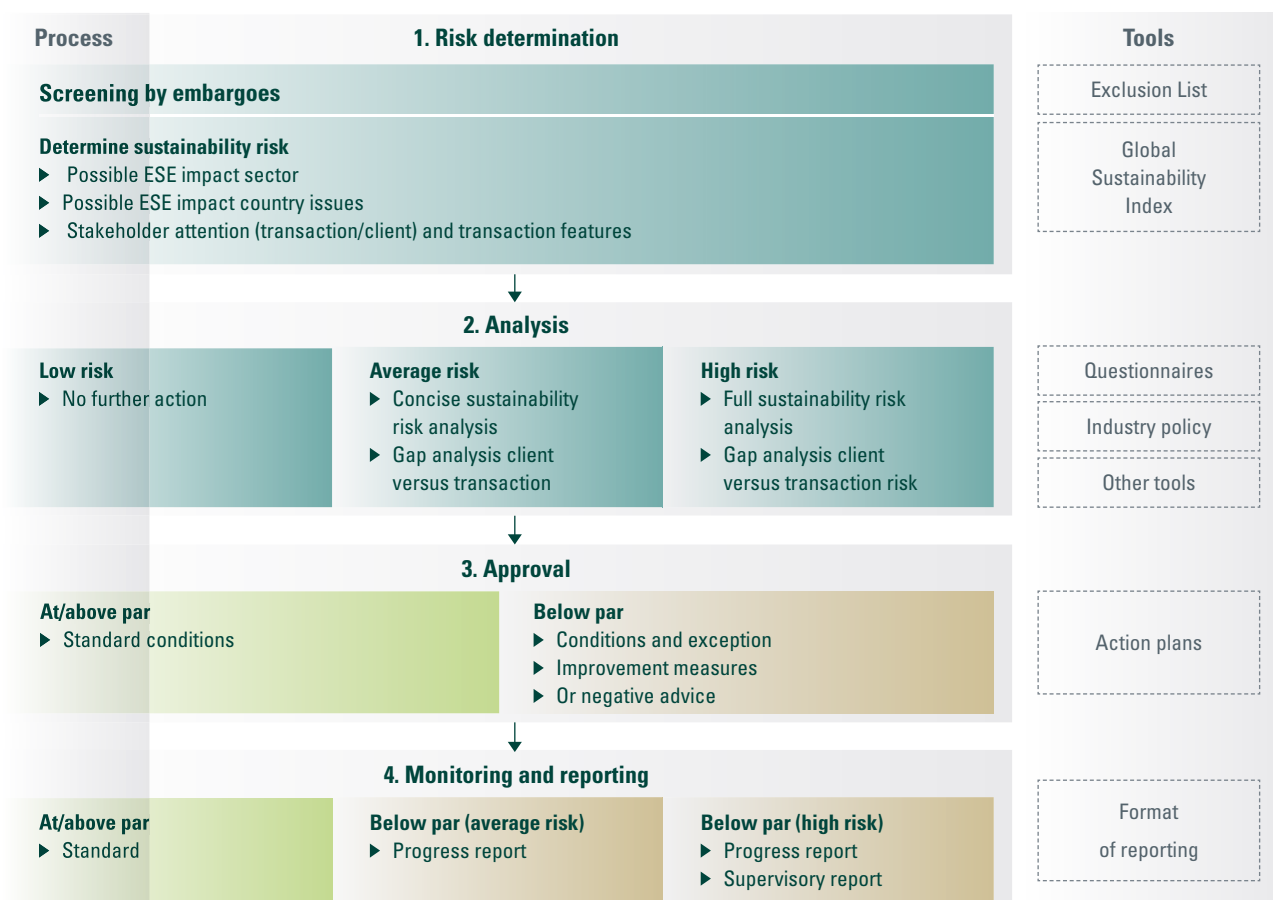 Process
1. Risk determination
Tools
Screening by embargoes
Exclusion List
Determine sustainability risk
Possible ESE impact sector
Possible ESE impact country issues
Stakeholder attention (transaction/client) and transaction features
Global
Sustainability
Index
2. Analysis
Low risk
No further action
Average risk
Concise sustainability
risk analysis
Gap analysis client
versus transaction
High risk
Full sustainability risk
analysis
Gap analysis client
versus transaction risk
Questionnaires
Industry policy
Other tools
3. Approval
At/above par
Standard conditions
Below par
Conditions and exception
Improvement measures
Or negative advice
Action plans
4. Monitoring and reporting
At/above par
Standard
Below par (average risk)
Progress report
Below par (high risk)
Progress report
Supervisory report
Format
of reporting